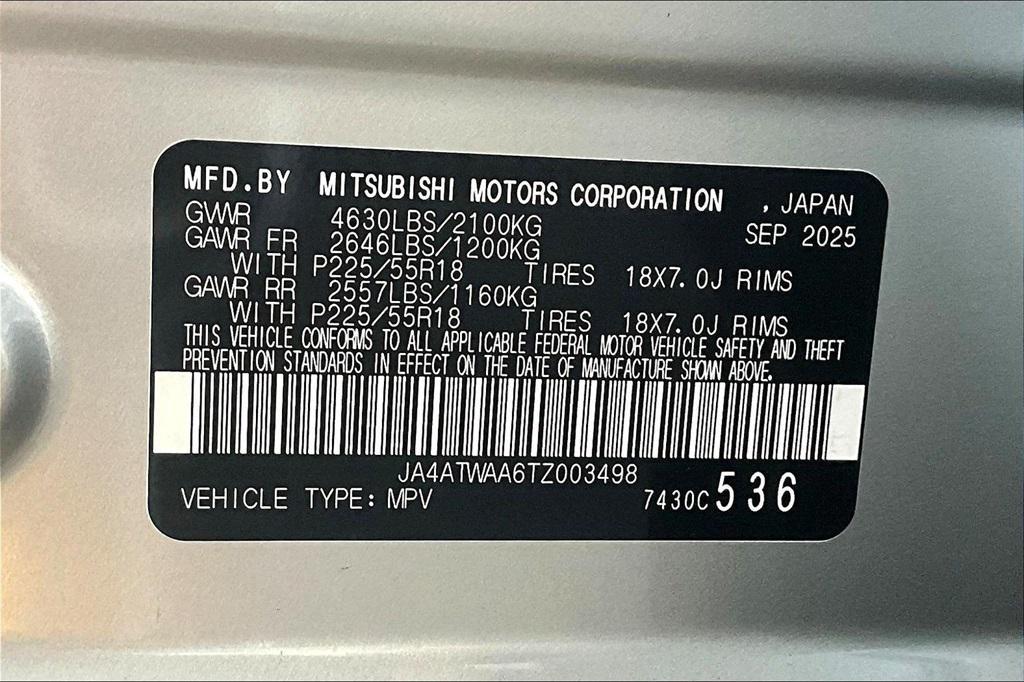 MFD.BY MITSUBISHI MOTORS CORPORATION , JAPAN
GVWR 4630LBS/2100KG SEP 2025
GAWR FR 2646LBS/1200KG
WITH P225/55R18 TIRES 18X7.0J RIMS
GAWR RR 2557LBS/1160KG
WITH P225/55R18 TIRES 18X7.0J RIMS
THIS VEHICLE CONFORMS TO ALL APPLICABLE FEDERAL MOTOR VEHICLE SAFETY AND THEFT
PREVENTION STANDARDS IN EFFECT ON THE DATE OF MANUFACTURE SHOWN ABOVE.
JA4ATWAA6TZ003498
VEHICLE TYPE: MPV 7430C 536